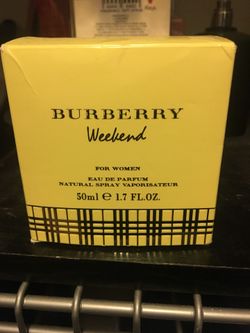 BURBERRY
Weekend
FOR WOMEN
EAU DE PARFUM
NATURAL SPRAY VAPORISATEUR
50ml ℮ 1.7 FL.OZ.